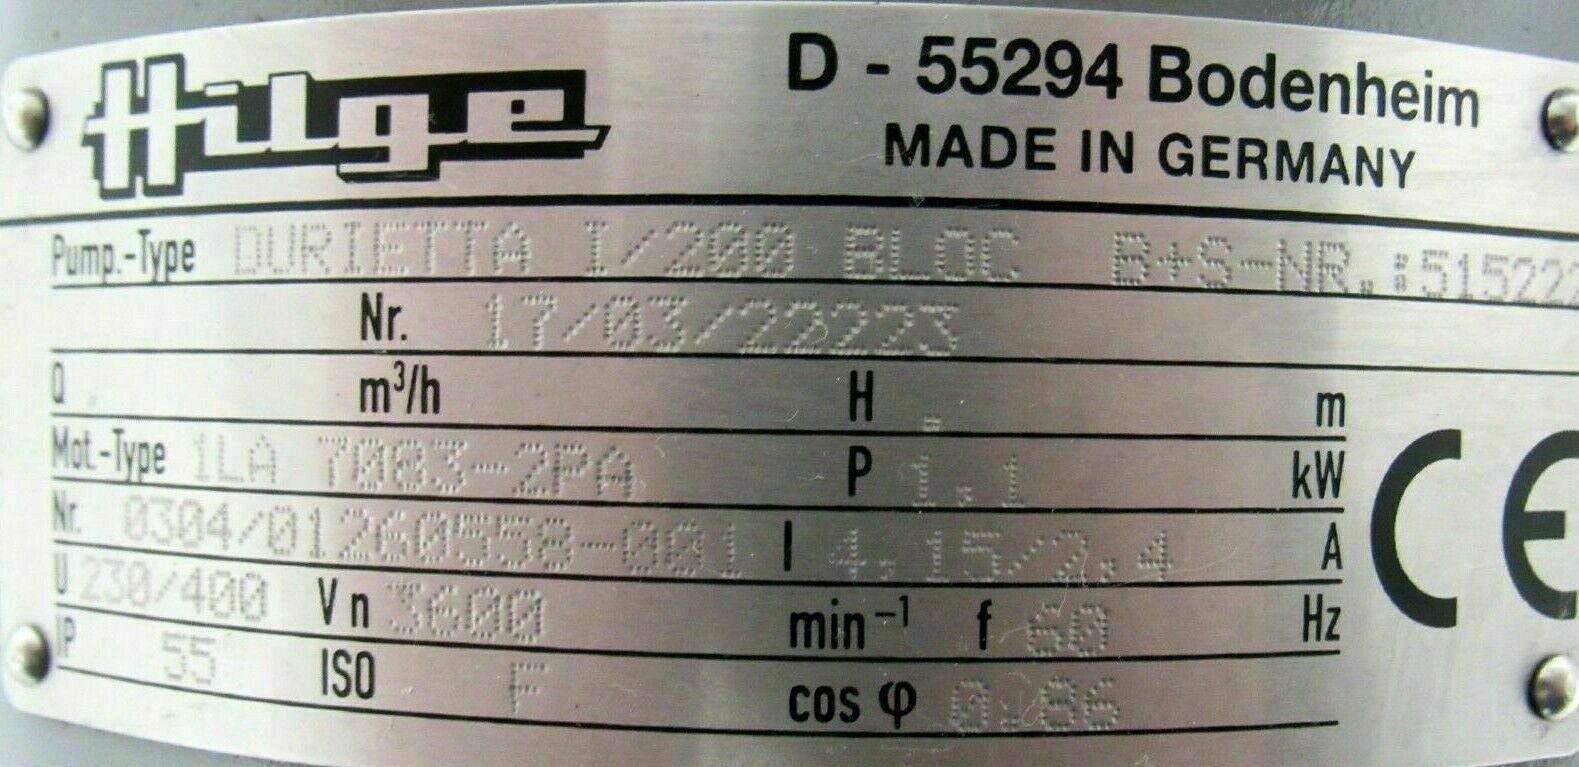 Hilge
D - 55294 Bodenheim
MADE IN GERMANY
Pump.-Type DURIETTA I/200 BLOC B+S-NR.:515222
Nr. 17/03/22223
Q m³/h H . m
Mot.-Type 1LA 7083-2PA P 1.1 kW
Nr. 0304/01260558-001 I 4.15/2.4 A
U 230/400 V n 3600 min⁻¹ f 60 Hz
IP 55 ISO F cos φ 0.86
CE